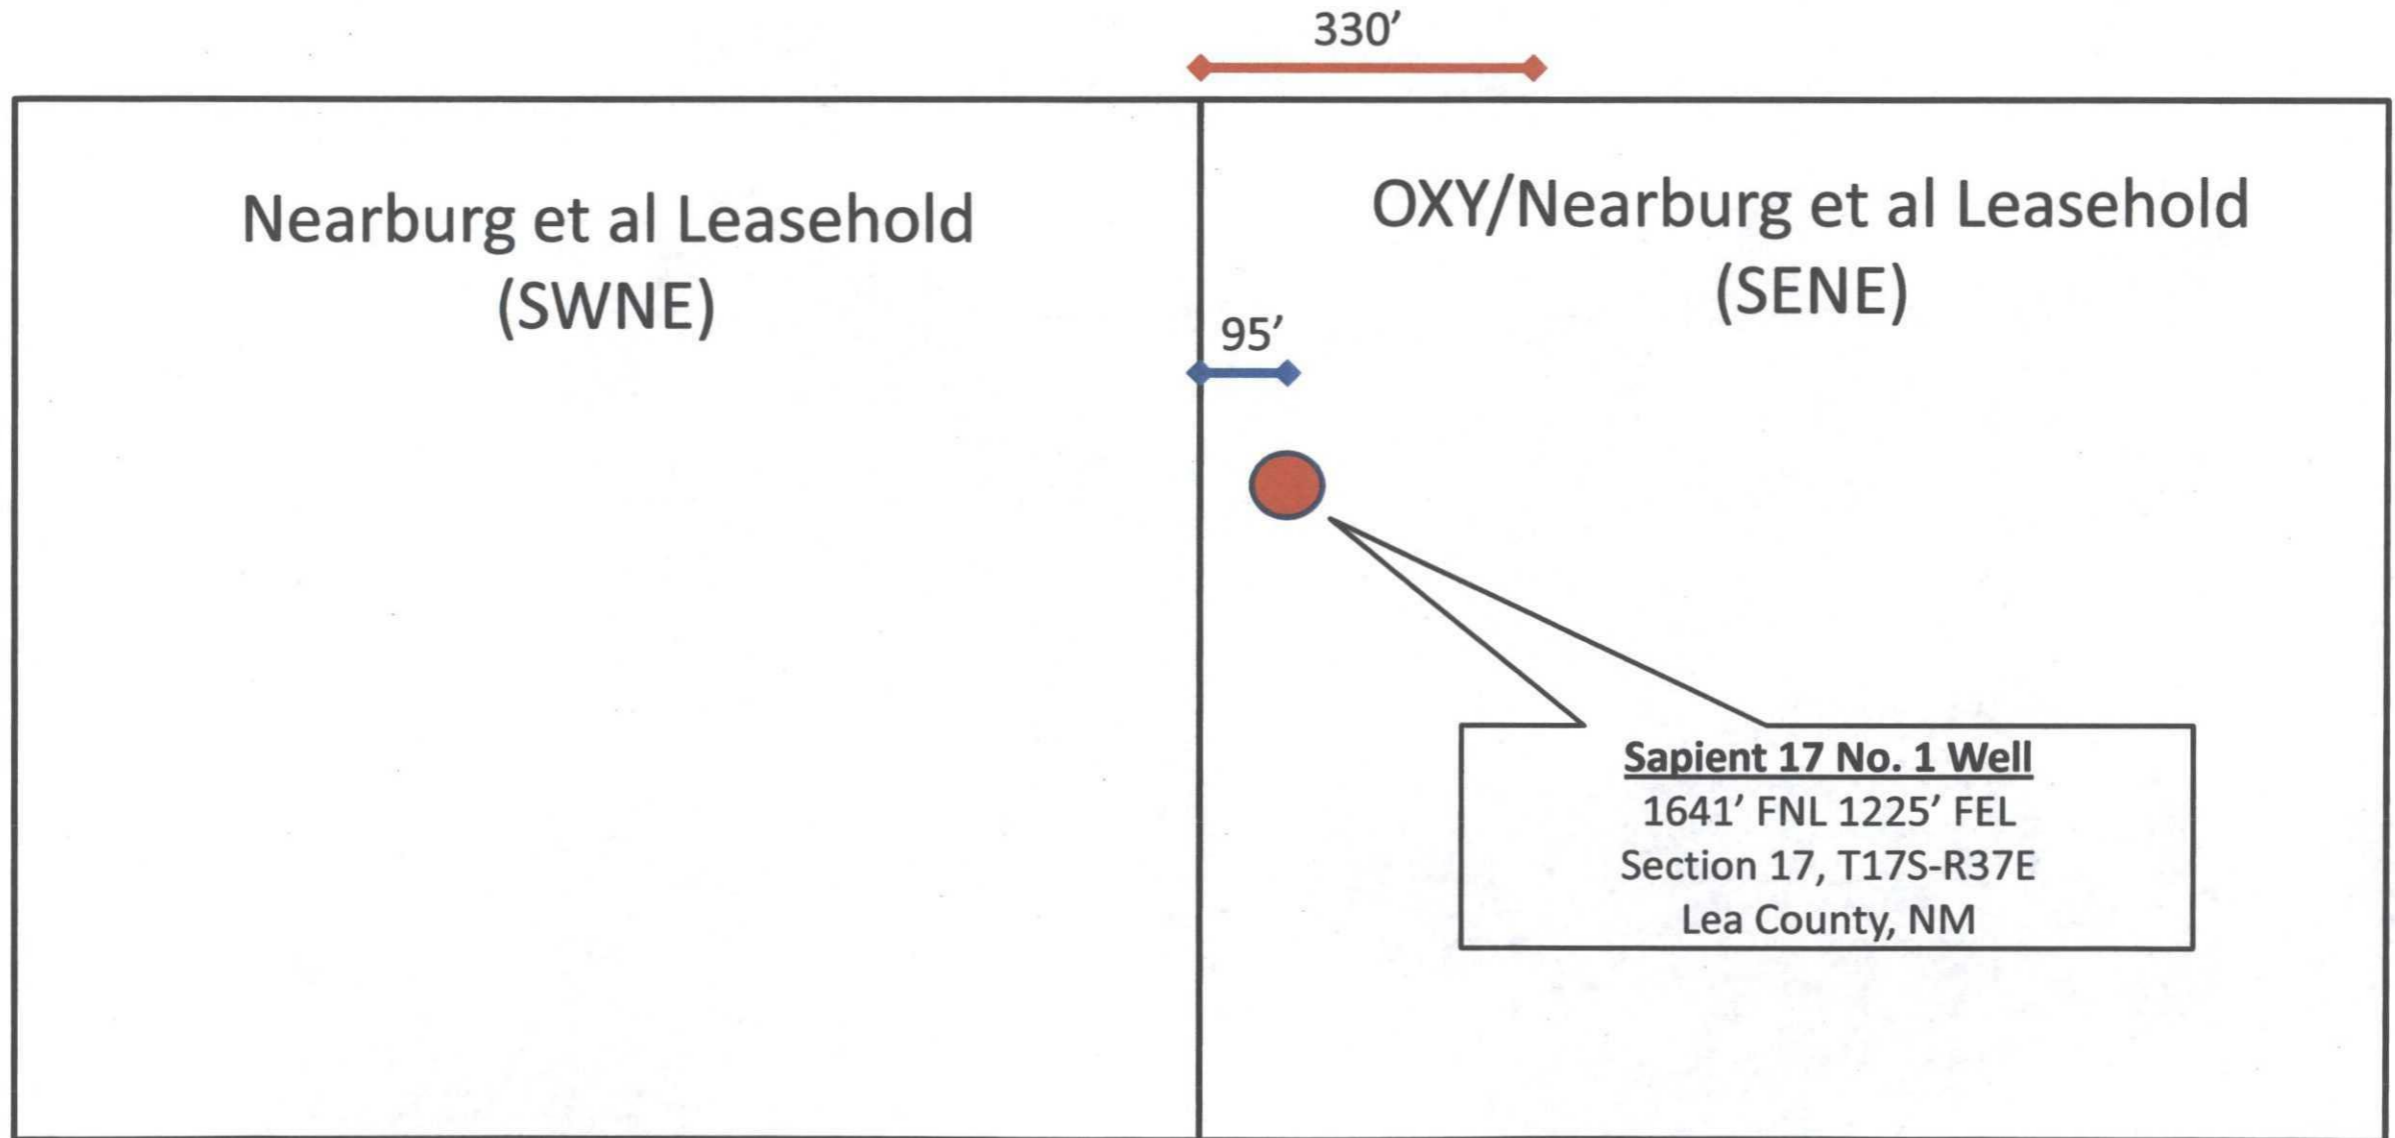 330’
Nearburg et al Leasehold
(SWNE)
OXY/Nearburg et al Leasehold
(SENE)
95’
Sapient 17 No. 1 Well
1641’ FNL 1225’ FEL
Section 17, T17S-R37E
Lea County, NM